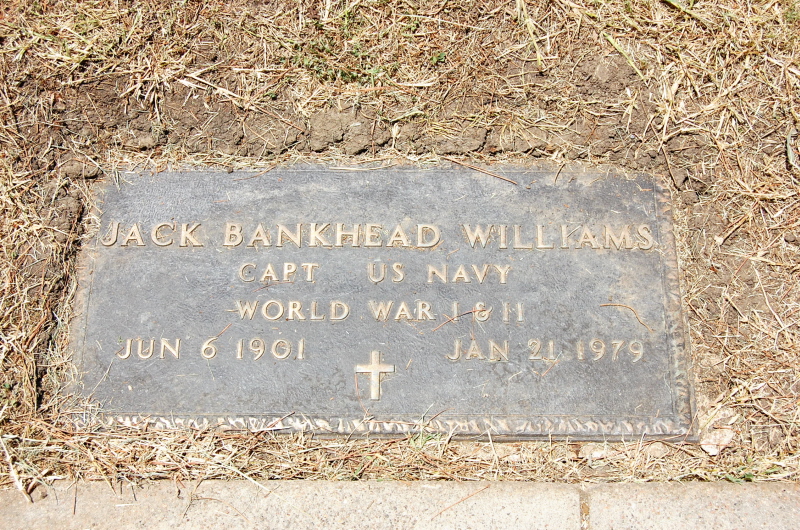 JACK BANKHEAD WILLIAMS
CAPT US NAVY
WORLD WAR I & II
JUN 6 1901 JAN 21 1979